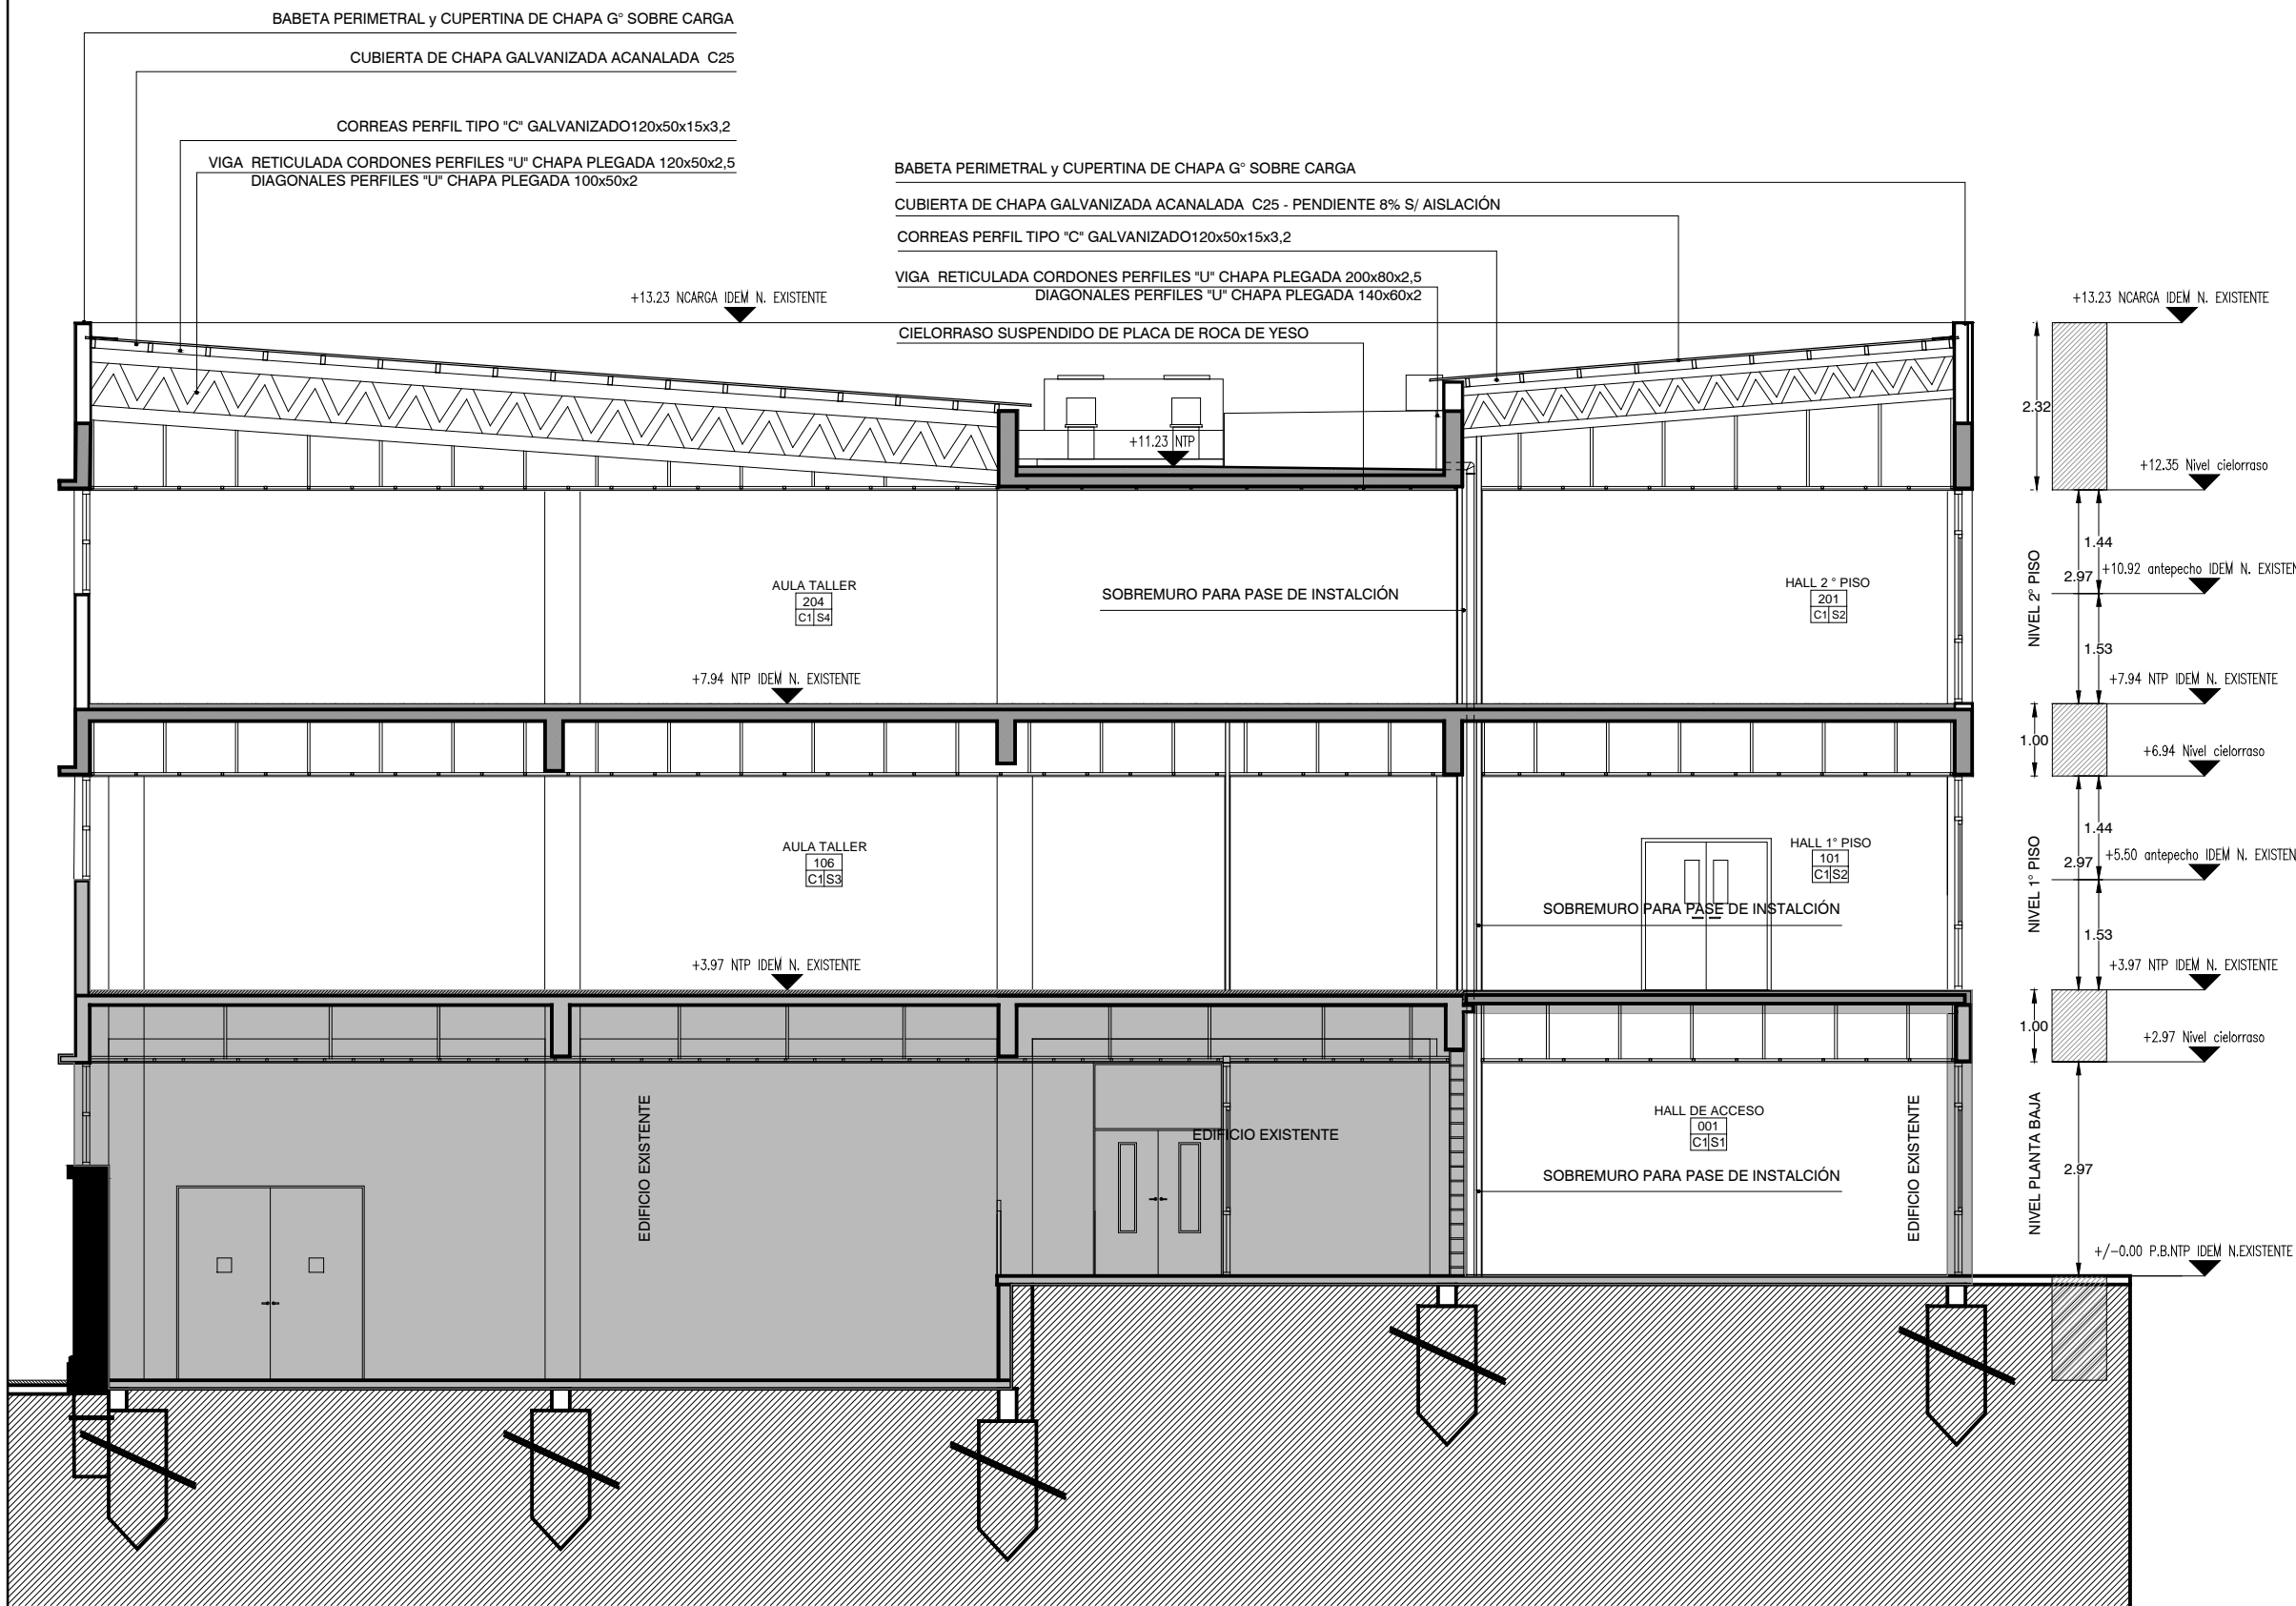 BABETA PERIMETRAL y CUPERTINA DE CHAPA G° SOBRE CARGA
CUBIERTA DE CHAPA GALVANIZADA ACANALADA C25
CORREAS PERFIL TIPO "C" GALVANIZADO120x50x15x3,2
VIGA RETICULADA CORDONES PERFILES "U" CHAPA PLEGADA 120x50x2,5
DIAGONALES PERFILES "U" CHAPA PLEGADA 100x50x2
BABETA PERIMETRAL y CUPERTINA DE CHAPA G° SOBRE CARGA
CUBIERTA DE CHAPA GALVANIZADA ACANALADA C25 - PENDIENTE 8% S/ AISLACIÓN
CORREAS PERFIL TIPO "C" GALVANIZADO120x50x15x3,2
VIGA RETICULADA CORDONES PERFILES "U" CHAPA PLEGADA 200x80x2,5
DIAGONALES PERFILES "U" CHAPA PLEGADA 140x60x2
+13.23 NCARGA IDEM N. EXISTENTE
+13.23 NCARGA IDEM N. EXISTENTE
CIELORRASO SUSPENDIDO DE PLACA DE ROCA DE YESO
2.32
+11.23 NTP
+12.35 Nivel cielorraso
1.44
+10.92 antepecho IDEM N. EXISTEN
2.97
NIVEL 2° PISO
AULA TALLER
204
C1 S4
SOBREMURO PARA PASE DE INSTALCIÓN
HALL 2 ° PISO
201
C1 S2
1.53
+7.94 NTP IDEM N. EXISTENTE
+7.94 NTP IDEM N. EXISTENTE
1.00
+6.94 Nivel cielorraso
1.44
+5.50 antepecho IDEM N. EXISTEN
2.97
NIVEL 1° PISO
AULA TALLER
106
C1 S3
HALL 1° PISO
101
C1 S2
SOBREMURO PARA PASE DE INSTALCIÓN
1.53
+3.97 NTP IDEM N. EXISTENTE
+3.97 NTP IDEM N. EXISTENTE
1.00
+2.97 Nivel cielorraso
EDIFICIO EXISTENTE
EDIFICIO EXISTENTE
HALL DE ACCESO
001
C1 S1
SOBREMURO PARA PASE DE INSTALCIÓN
EDIFICIO EXISTENTE
NIVEL PLANTA BAJA
2.97
+/-0.00 P.B.NTP IDEM N.EXISTENTE